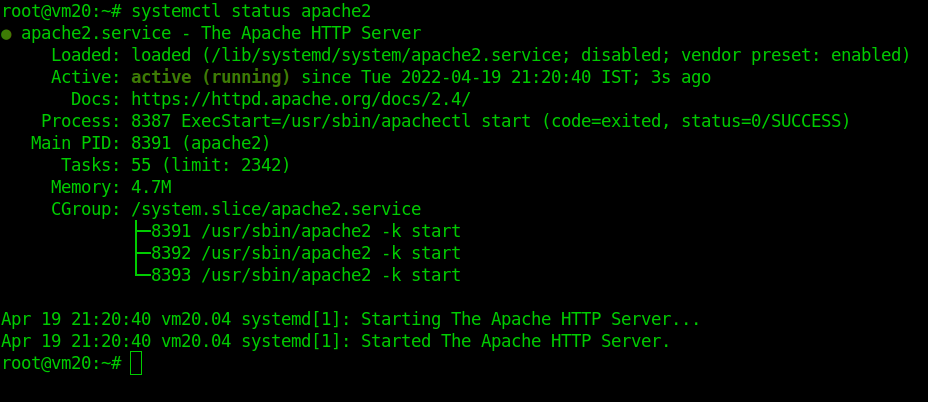 root@vm20:~# systemctl status apache2
● apache2.service - The Apache HTTP Server
     Loaded: loaded (/lib/systemd/system/apache2.service; disabled; vendor preset: enabled)
     Active: active (running) since Tue 2022-04-19 21:20:40 IST; 3s ago
       Docs: https://httpd.apache.org/docs/2.4/
    Process: 8387 ExecStart=/usr/sbin/apachectl start (code=exited, status=0/SUCCESS)
   Main PID: 8391 (apache2)
      Tasks: 55 (limit: 2342)
     Memory: 4.7M
     CGroup: /system.slice/apache2.service
             ├─8391 /usr/sbin/apache2 -k start
             ├─8392 /usr/sbin/apache2 -k start
             └─8393 /usr/sbin/apache2 -k start

Apr 19 21:20:40 vm20.04 systemd[1]: Starting The Apache HTTP Server...
Apr 19 21:20:40 vm20.04 systemd[1]: Started The Apache HTTP Server.
root@vm20:~#